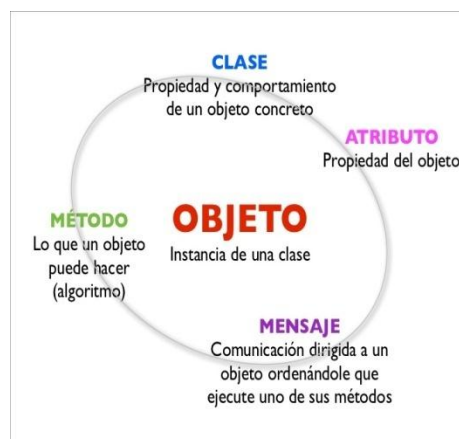 CLASE
Propiedad y comportamiento
de un objeto concreto
ATRIBUTO
Propiedad del objeto
OBJETO
Instancia de una clase
MÉTODO
Lo que un objeto
puede hacer
(algoritmo)
MENSAJE
Comunicación dirigida a un
objeto ordenándole que
ejecute uno de sus métodos